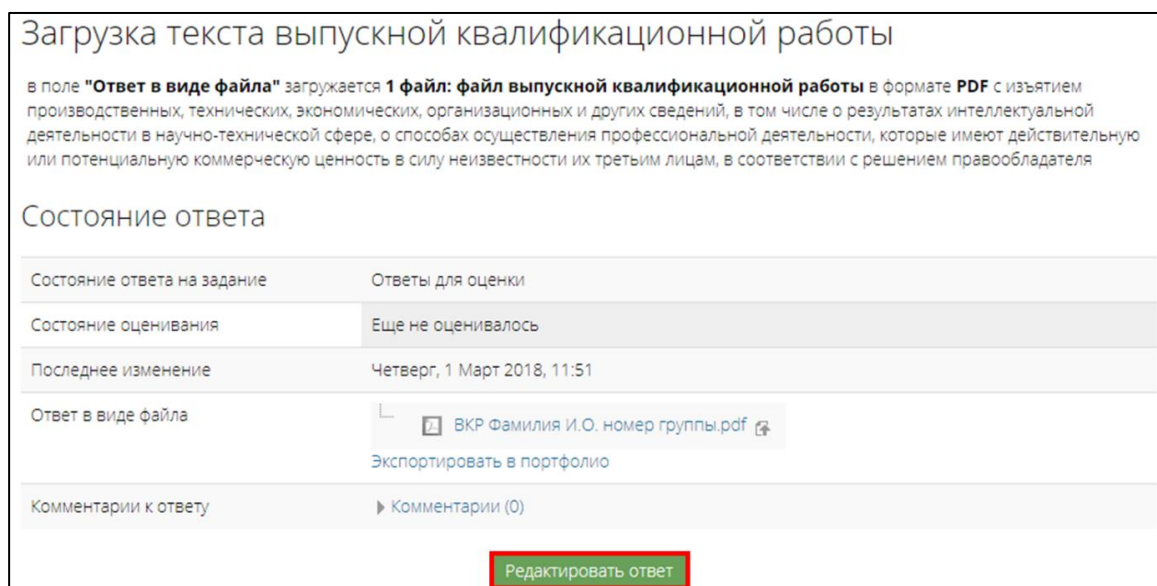 Загрузка текста выпускной квалификационной работы
в поле "Ответ в виде файла" загружается 1 файл: файл выпускной квалификационной работы в формате PDF с изъятием
производственных, технических, экономических, организационных и других сведений, в том числе о результатах интеллектуальной
деятельности в научно-технической сфере, о способах осуществления профессиональной деятельности, которые имеют действительную
или потенциальную коммерческую ценность в силу неизвестности их третьим лицам, в соответствии с решением правообладателя
Состояние ответа
Состояние ответа на задание Ответы для оценки
Состояние оценивания Еще не оценивалось
Последнее изменение Четверг, 1 Март 2018, 11:51
Ответ в виде файла ВКР Фамилия И.О. номер группы.pdf
Экспортировать в портфолио
Комментарии к ответу Комментарии (0)
Редактировать ответ